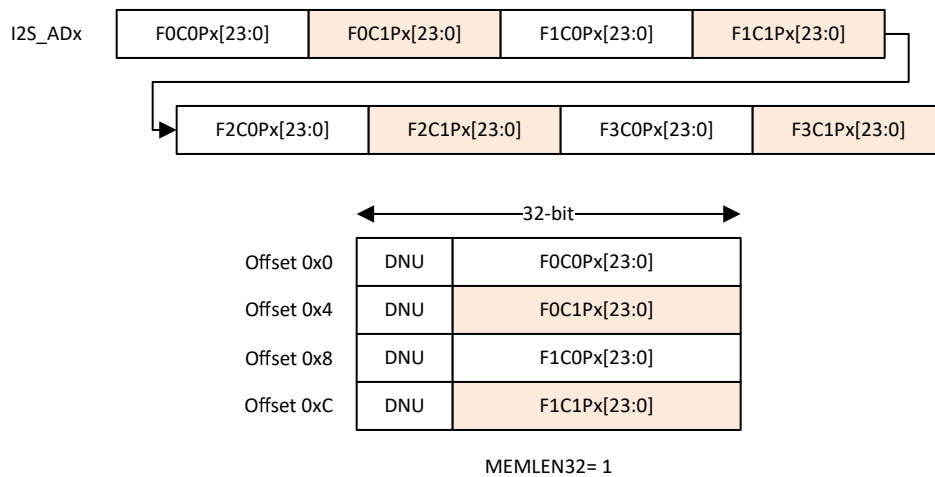 I2S_ADx F0C0Px[23:0] F0C1Px[23:0] F1C0Px[23:0] F1C1Px[23:0]
F2C0Px[23:0] F2C1Px[23:0] F3C0Px[23:0] F3C1Px[23:0]
32-bit
Offset 0x0 DNU F0C0Px[23:0]
Offset 0x4 DNU F0C1Px[23:0]
Offset 0x8 DNU F1C0Px[23:0]
Offset 0xC DNU F1C1Px[23:0]
MEMLEN32= 1